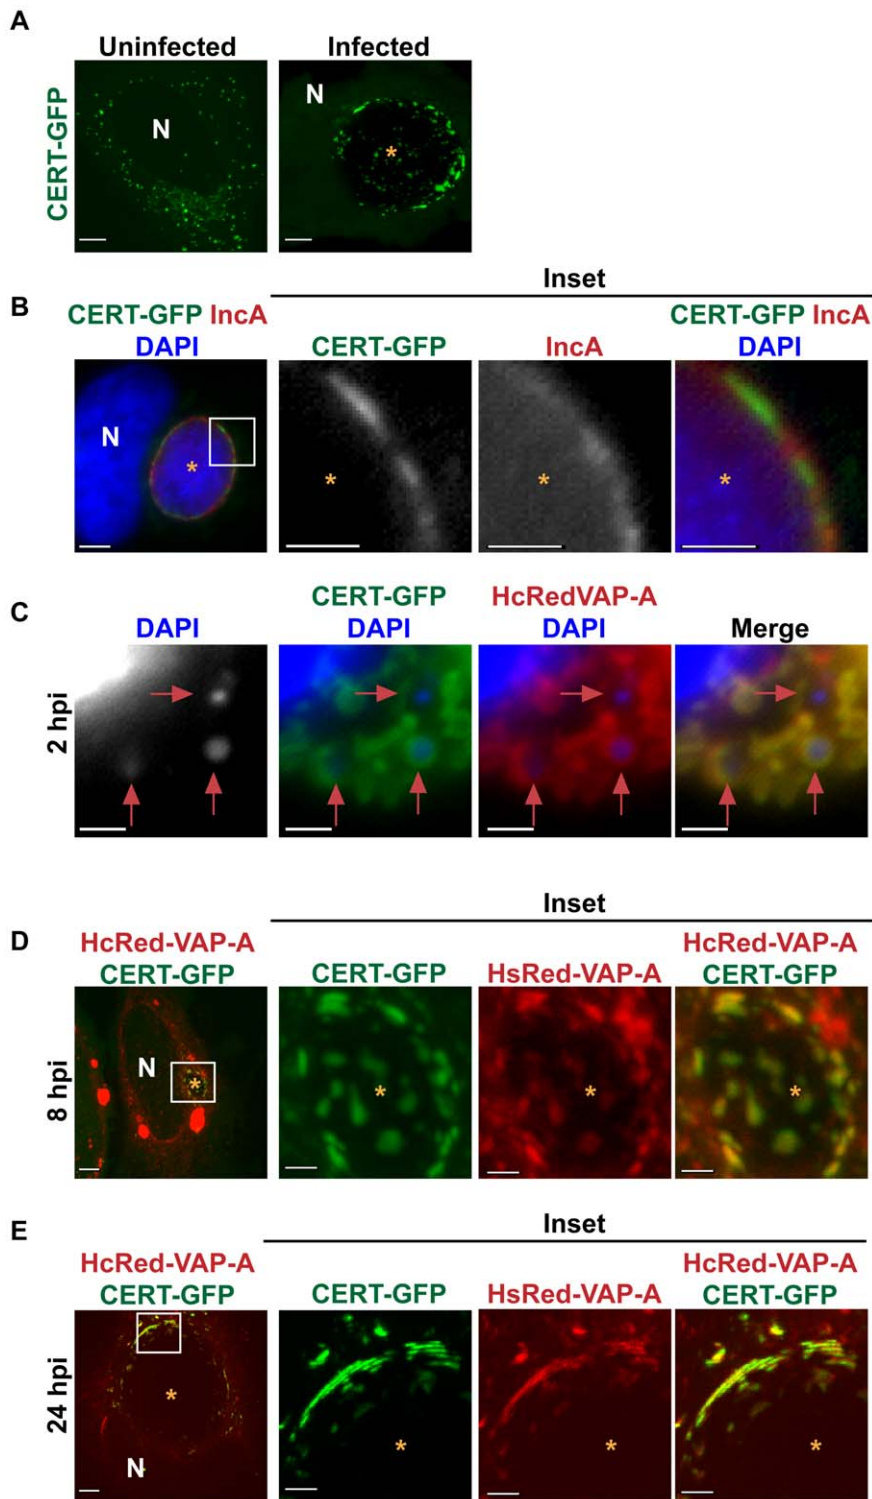 A
Uninfected Infected
CERT-GFP
N
N
*
Inset
B
CERT-GFP IncA
DAPI
CERT-GFP
IncA
CERT-GFP IncA
DAPI
N
*
*
*
*
C
DAPI
CERT-GFP
DAPI
HcRedVAP-A
DAPI
Merge
2 hpi
Inset
D
HcRed-VAP-A
CERT-GFP
CERT-GFP
HsRed-VAP-A
HcRed-VAP-A
CERT-GFP
8 hpi
N
*
*
*
*
Inset
E
HcRed-VAP-A
CERT-GFP
CERT-GFP
HsRed-VAP-A
HcRed-VAP-A
CERT-GFP
24 hpi
*
*
*
*
N